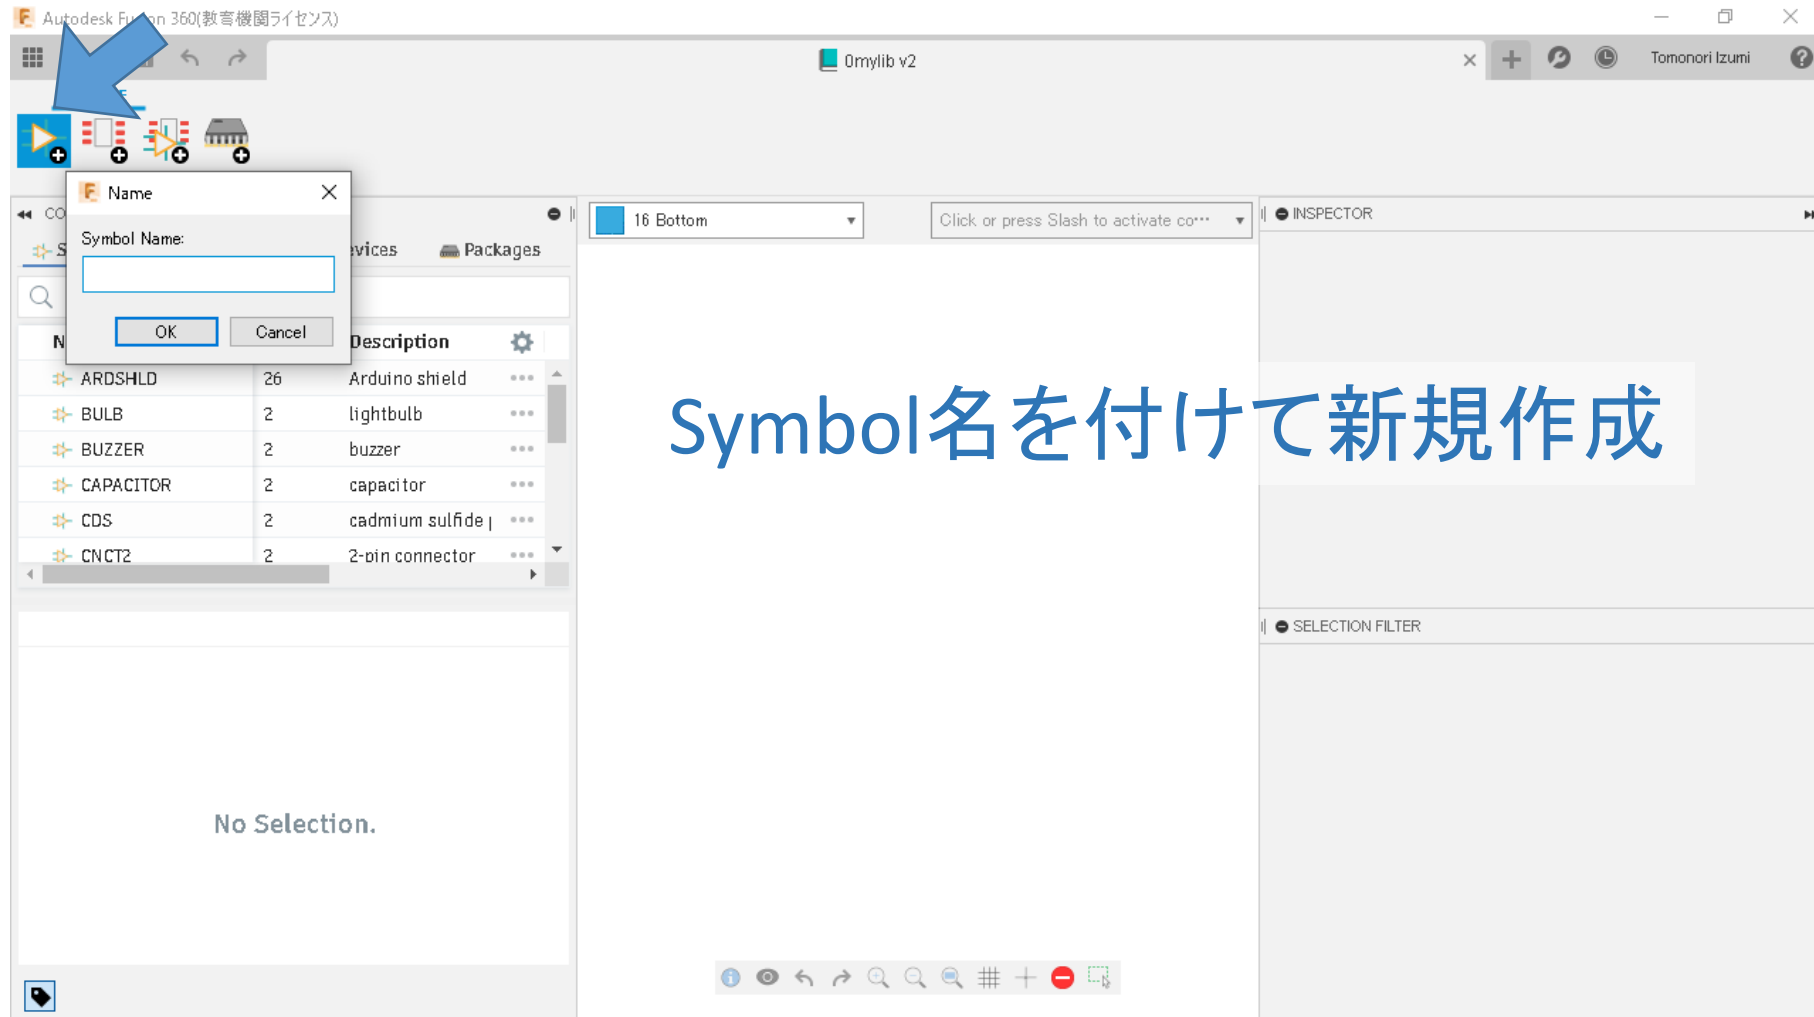 Autodesk Fusion 360(教育機関ライセンス)
0mylib v2
Tomonori Izumi
Name
Symbol Name:
OK
Cancel
Packages
Description
ARDSHLD 26 Arduino shield
BULB 2 lightbulb
BUZZER 2 buzzer
CAPACITOR 2 capacitor
CDS 2 cadmium sulfide
CNCT2 2 2-pin connector
No Selection.
16 Bottom
Click or press Slash to activate co…
Symbol名を付けて新規作成
INSPECTOR
SELECTION FILTER